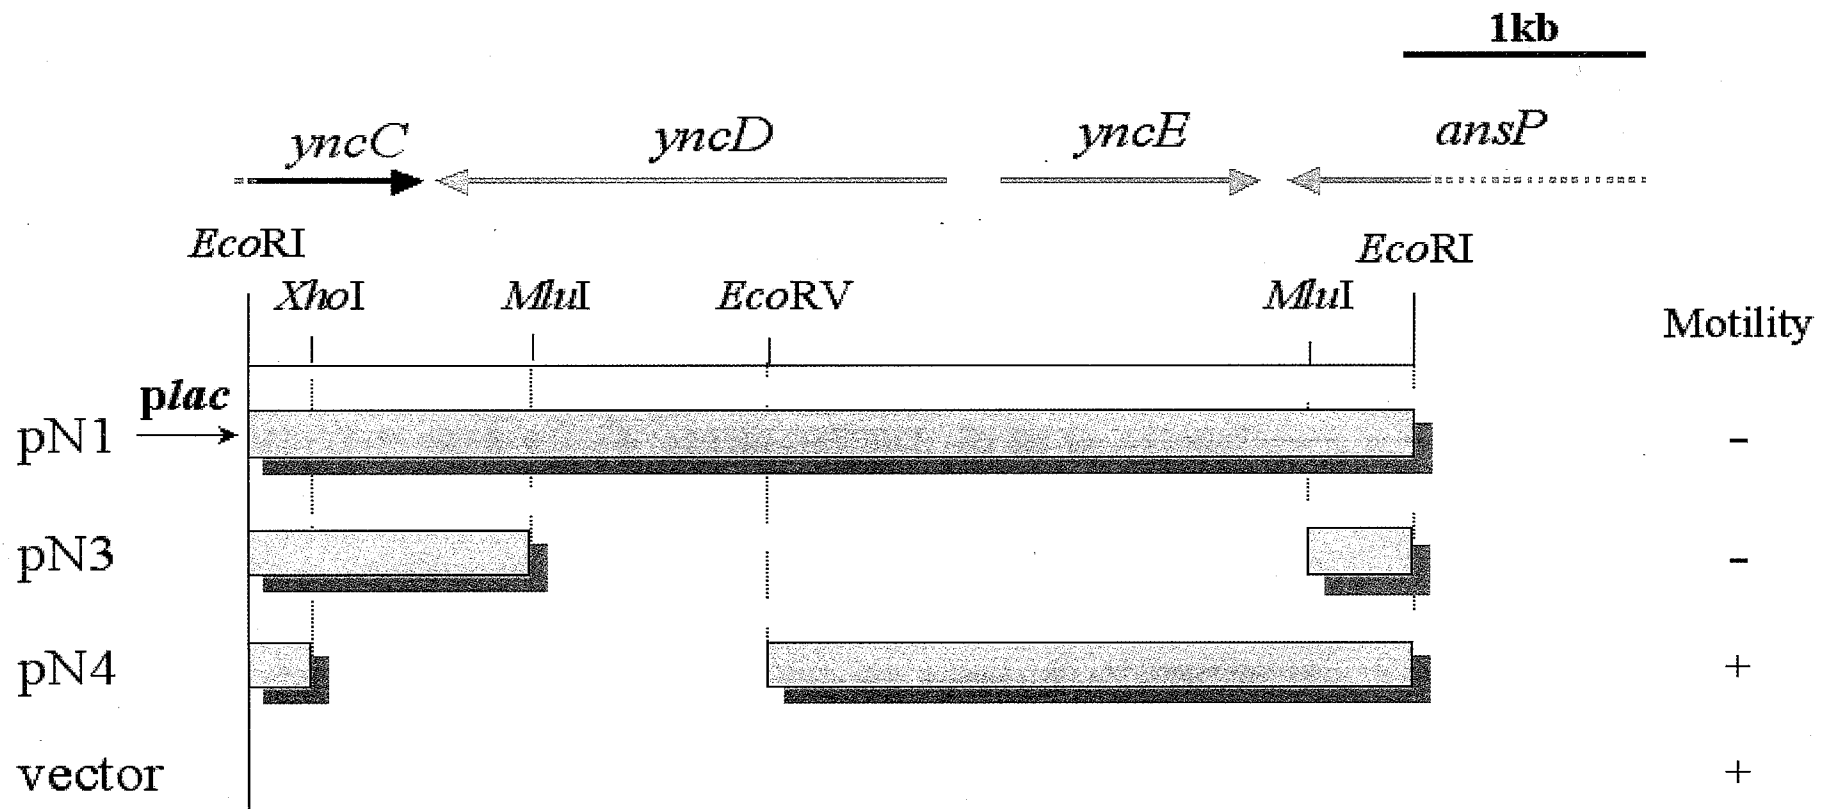 1kb
yncC yncD yncE ansP
EcoRI EcoRI
XhoI MluI EcoRV MluI
Motility
plac
pN1 -
pN3 -
pN4 +
vector +